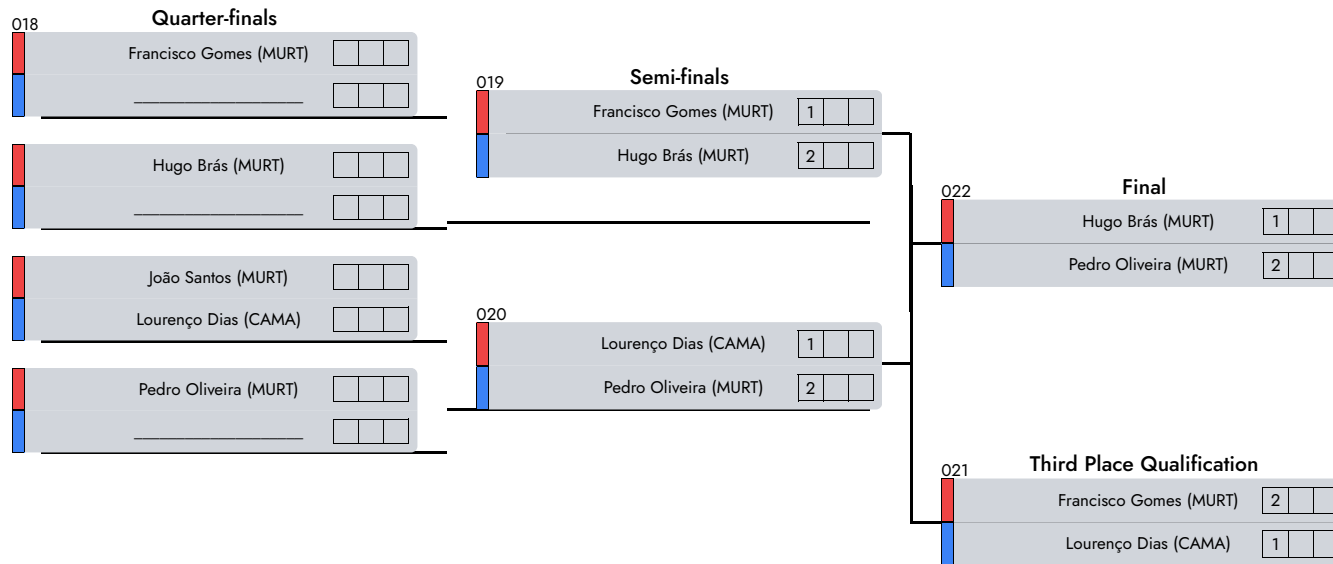 Quarter-finals
018
Francisco Gomes (MURT)
____________________
Hugo Brás (MURT)
____________________
João Santos (MURT)
Lourenço Dias (CAMA)
Pedro Oliveira (MURT)
____________________
Semi-finals
019
Francisco Gomes (MURT) 1
Hugo Brás (MURT) 2
020
Lourenço Dias (CAMA) 1
Pedro Oliveira (MURT) 2
Final
022
Hugo Brás (MURT) 1
Pedro Oliveira (MURT) 2
Third Place Qualification
021
Francisco Gomes (MURT) 2
Lourenço Dias (CAMA) 1